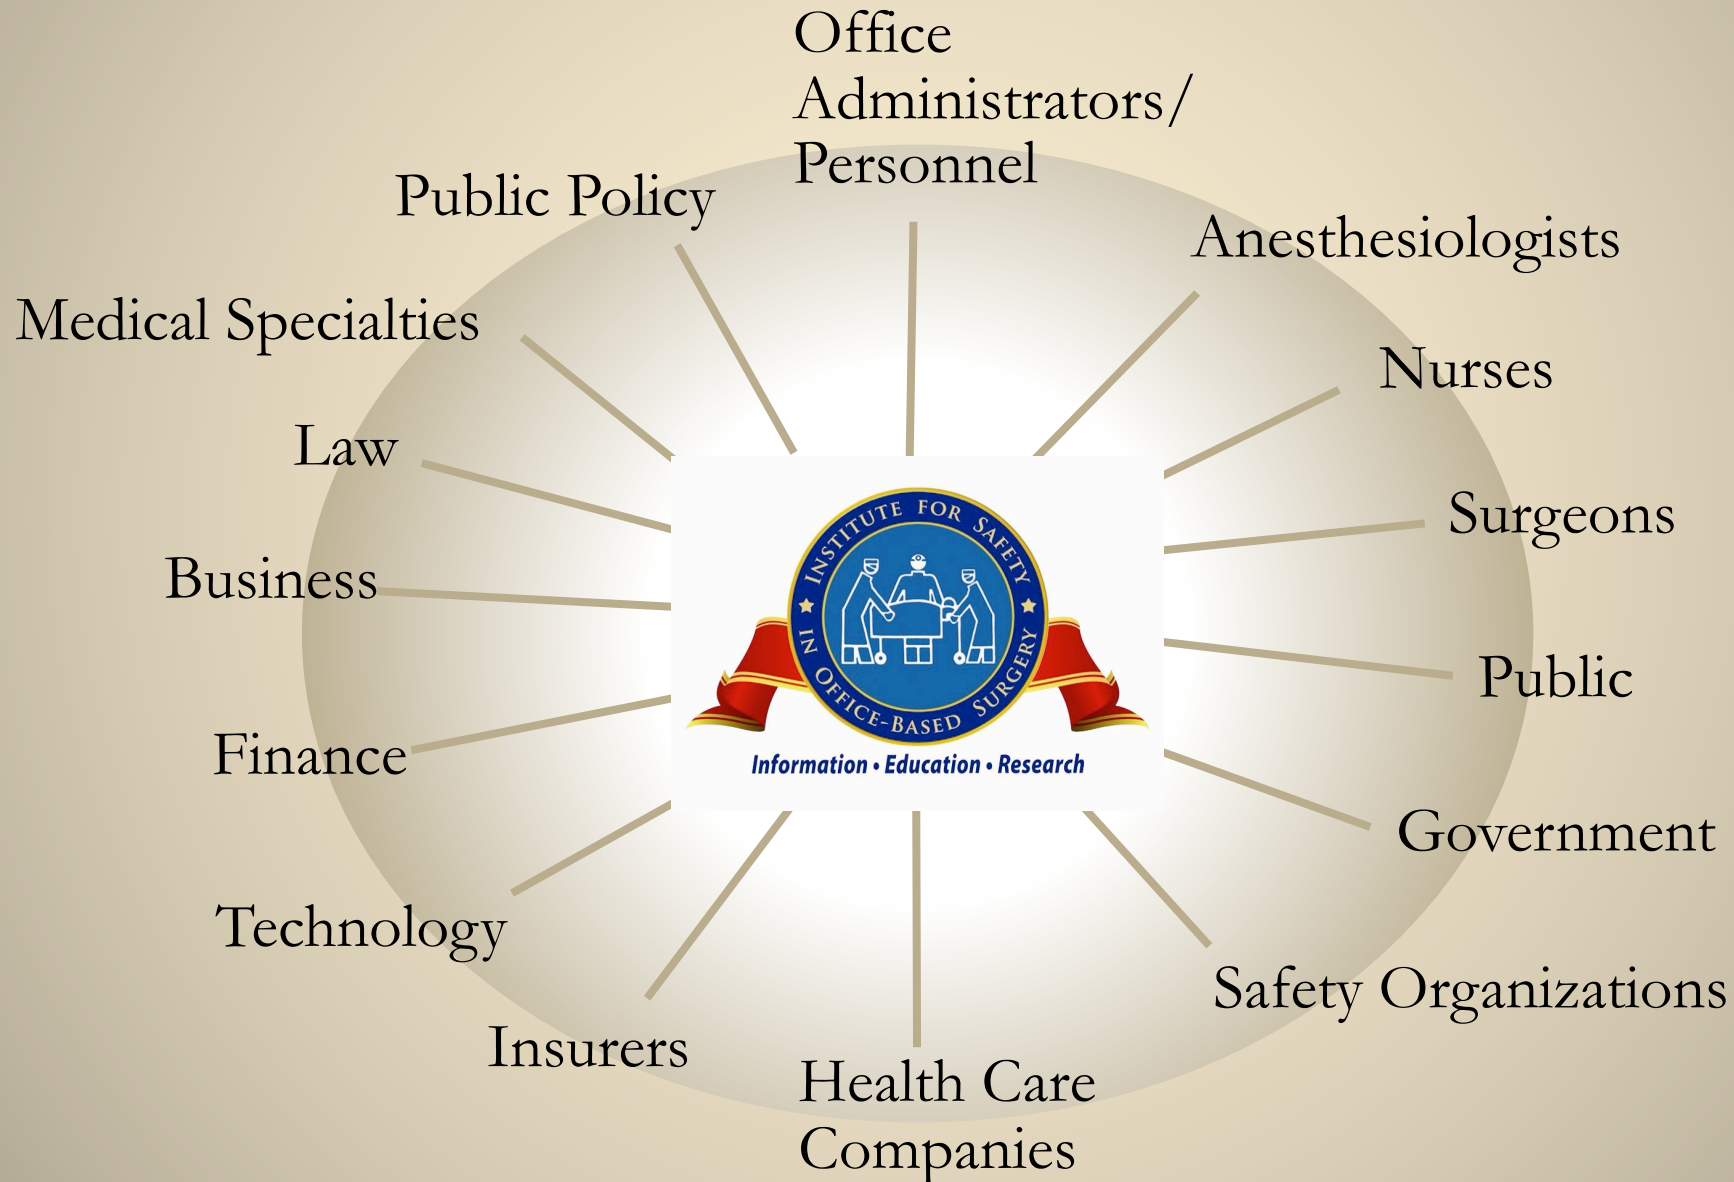 Office
Administrators/
Personnel
Public Policy
Anesthesiologists
Medical Specialties
Nurses
Law
Surgeons
Business
INSTITUTE FOR SAFETY
IN OFFICE-BASED SURGERY
Information • Education • Research
Public
Finance
Government
Technology
Safety Organizations
Insurers
Health Care
Companies